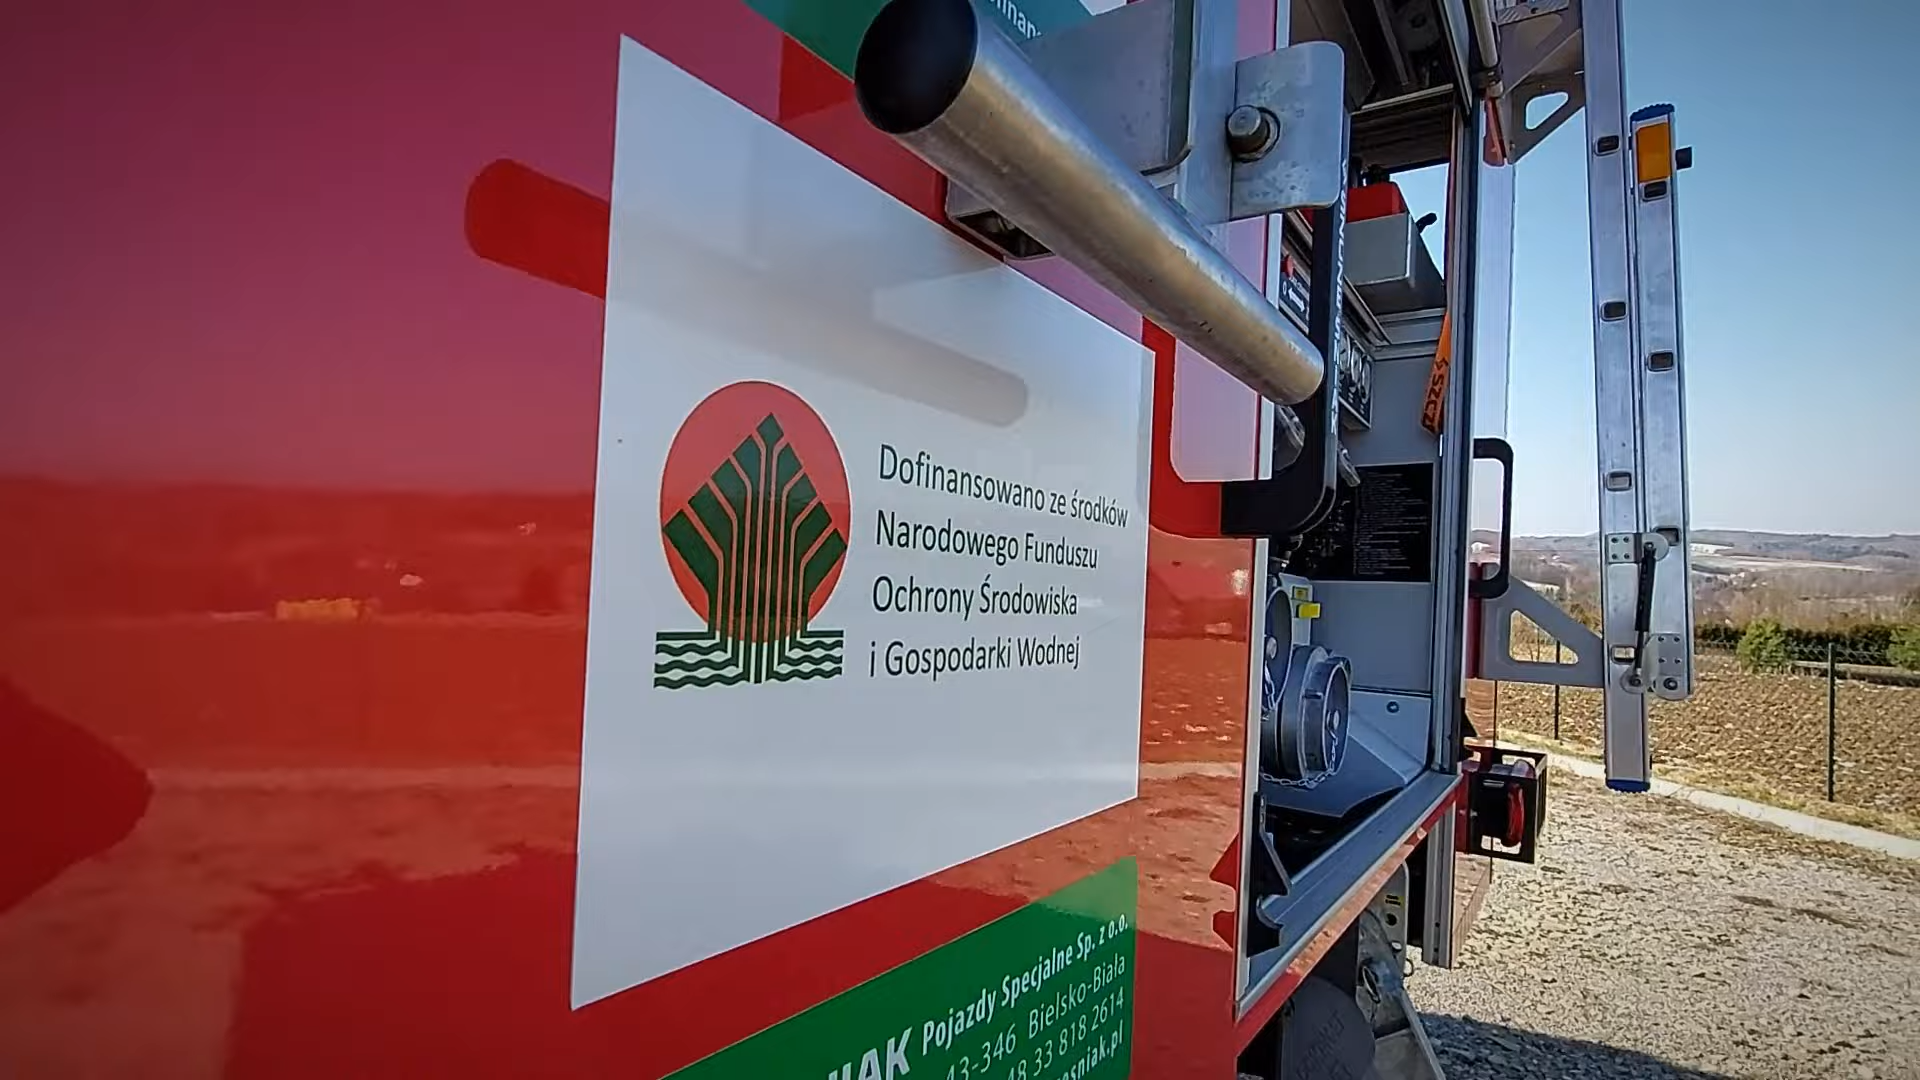 Dofinansowano ze środków
Narodowego Funduszu
Ochrony Środowiska
i Gospodarki Wodnej
Pojazdy Specjalne Sp. z o.o.
43-346 Bielsko-Biała
48 33 818 2614